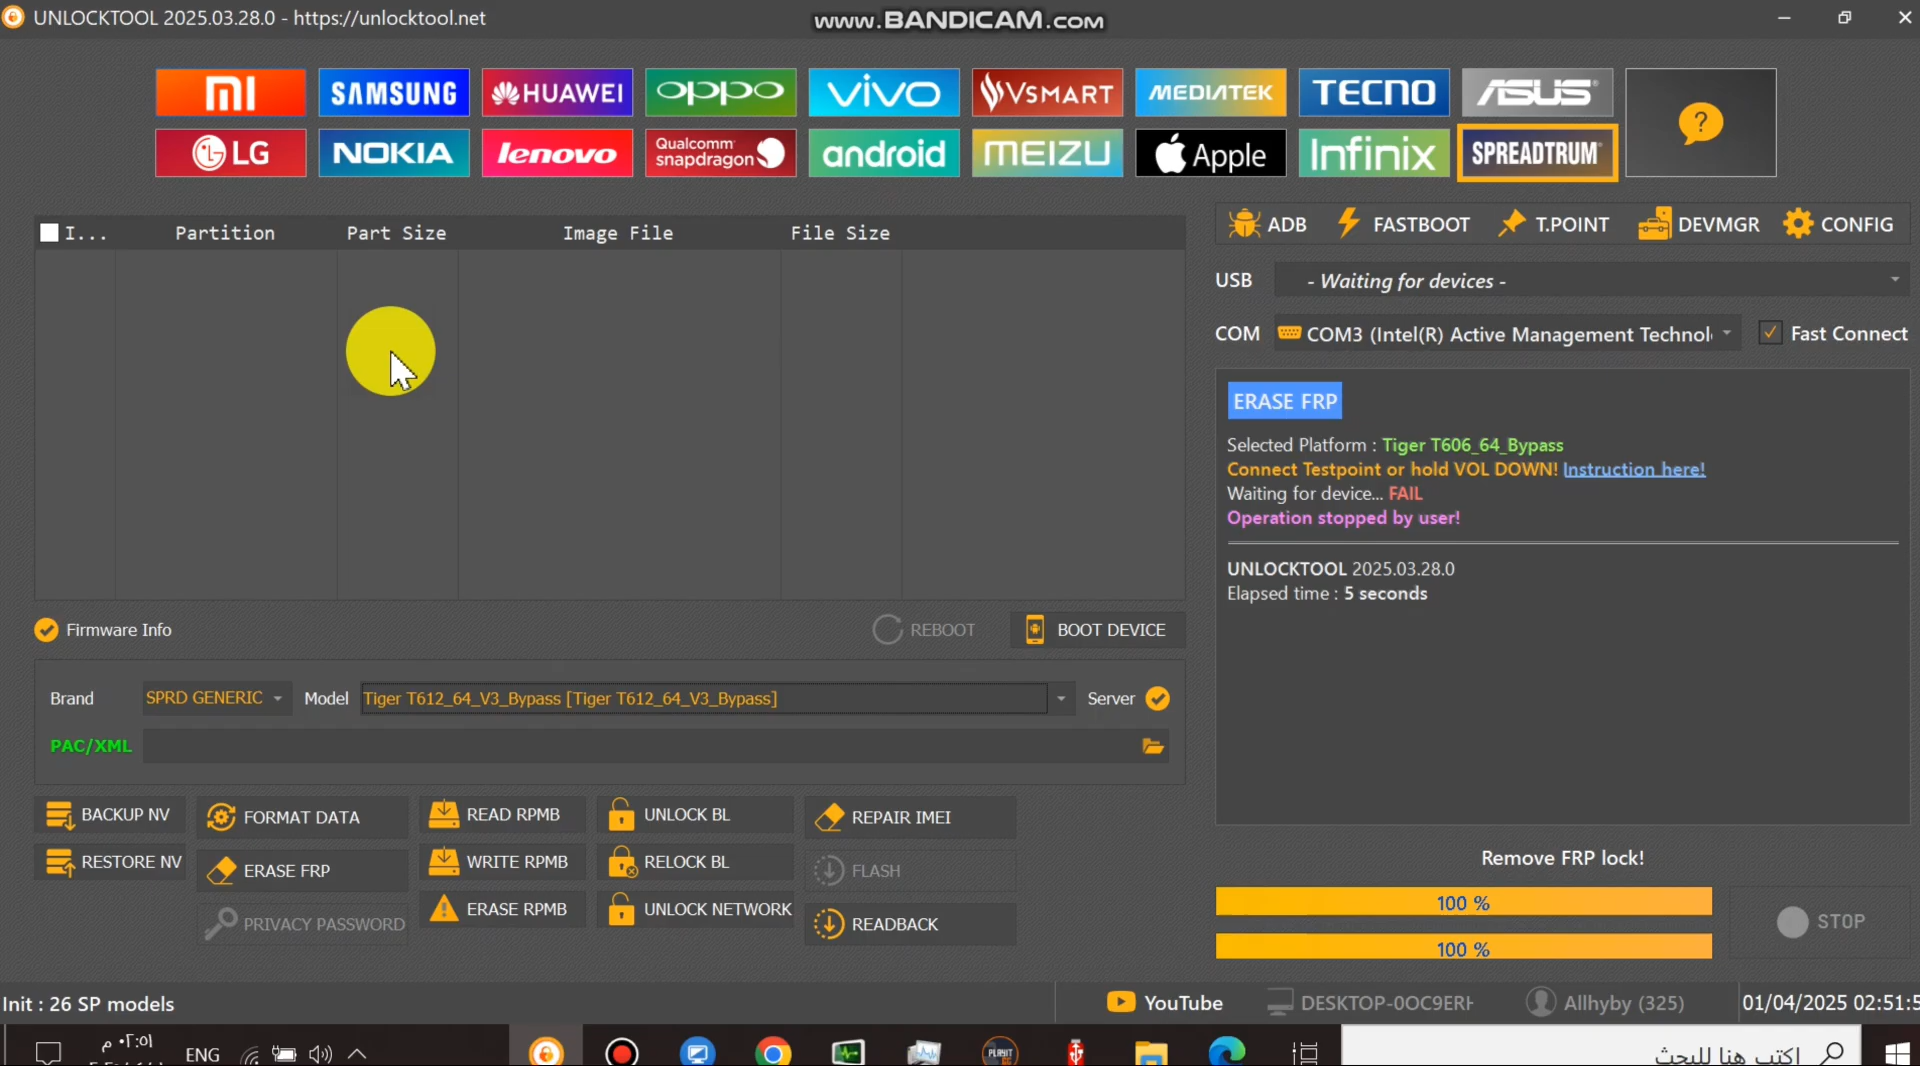 UNLOCKTOOL 2025.03.28.0 - https://unlocktool.net
www.BANDICAM.com
mi SAMSUNG HUAWEI oppo vivo VSMART MEDIATEK TECNO ASUS
LG NOKIA lenovo Qualcomm snapdragon android MEIZU Apple Infinix SPREADTRUM ?
I... Partition Part Size Image File File Size
ADB FASTBOOT T.POINT DEVMGR CONFIG
USB - Waiting for devices -
COM COM3 (Intel(R) Active Management Technol Fast Connect
ERASE FRP
Selected Platform : Tiger T606_64_Bypass
Connect Testpoint or hold VOL DOWN! Instruction here!
Waiting for device... FAIL
Operation stopped by user!
UNLOCKTOOL 2025.03.28.0
Elapsed time : 5 seconds
Firmware Info REBOOT BOOT DEVICE
Brand SPRD GENERIC Model Tiger T612_64_V3_Bypass [Tiger T612_64_V3_Bypass] Server
PAC/XML
BACKUP NV FORMAT DATA READ RPMB UNLOCK BL REPAIR IMEI
RESTORE NV ERASE FRP WRITE RPMB RELOCK BL FLASH
PRIVACY PASSWORD ERASE RPMB UNLOCK NETWORK READBACK
Remove FRP lock!
100 %
100 %
STOP
Init : 26 SP models
YouTube DESKTOP-0OC9ERH Allhyby (325) 01/04/2025 02:51:5
٠٢:٥١ م
ENG
PLAYIT
اكتب هنا للبحث